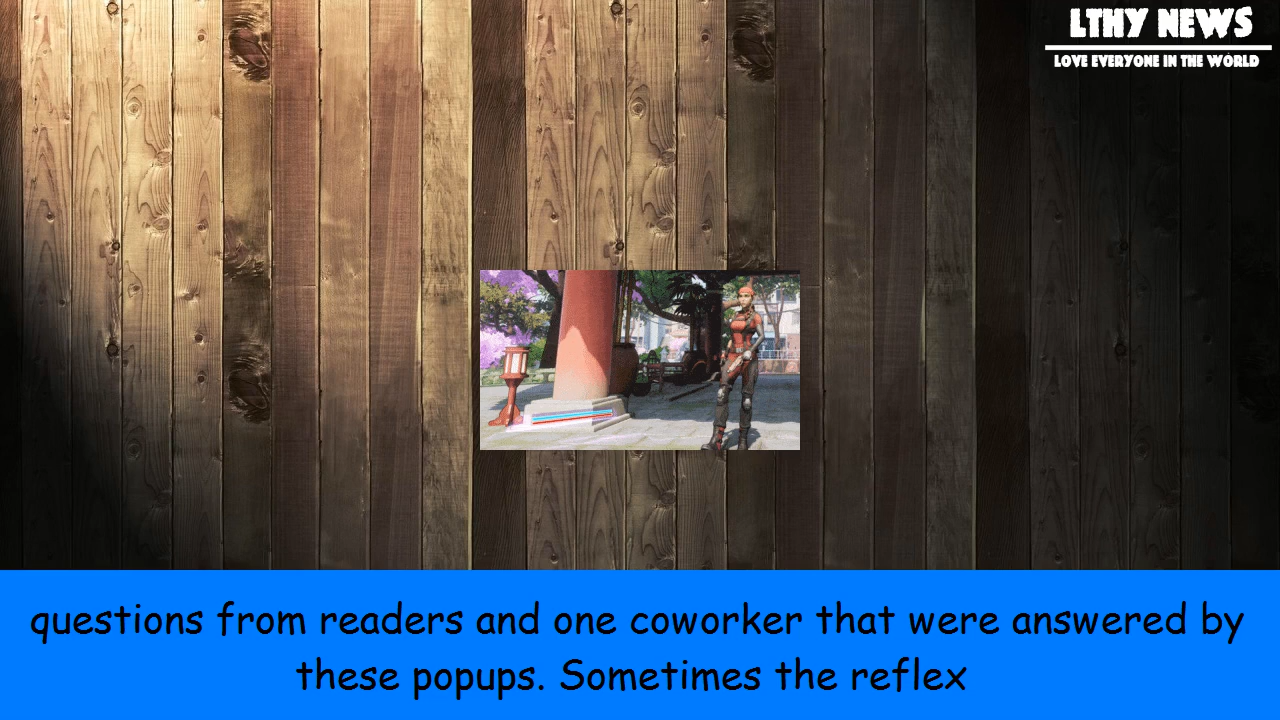 LTHY NEWS
LOVE EVERYONE IN THE WORLD
questions from readers and one coworker that were answered by
these popups. Sometimes the reflex